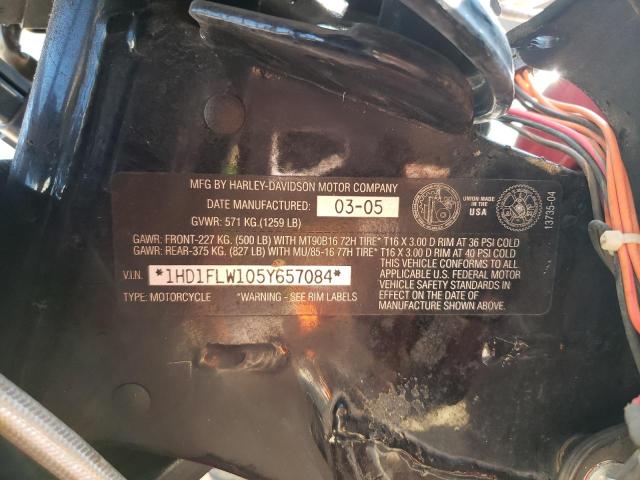 MFG BY HARLEY-DAVIDSON MOTOR COMPANY
DATE MANUFACTURED: 03-05
GVWR: 571 KG.(1259 LB)
UNION MADE IN THE
USA
13735-04
GAWR: FRONT-227 KG. (500 LB) WITH MT90B16 72H TIRE* T16 X 3.00 D RIM AT 36 PSI COLD
GAWR: REAR-375 KG. (827 LB) WITH MU/85-16 77H TIRE* T16 X 3.00 D RIM AT 40 PSI COLD
V.I.N. *1HD1FLW105Y657084*
THIS VEHICLE CONFORMS TO ALL
APPLICABLE U.S. FEDERAL MOTOR
VEHICLE SAFETY STANDARDS IN
EFFECT ON THE DATE OF
MANUFACTURE SHOWN ABOVE.
TYPE: MOTORCYCLE *WARNING - SEE RIM LABELS